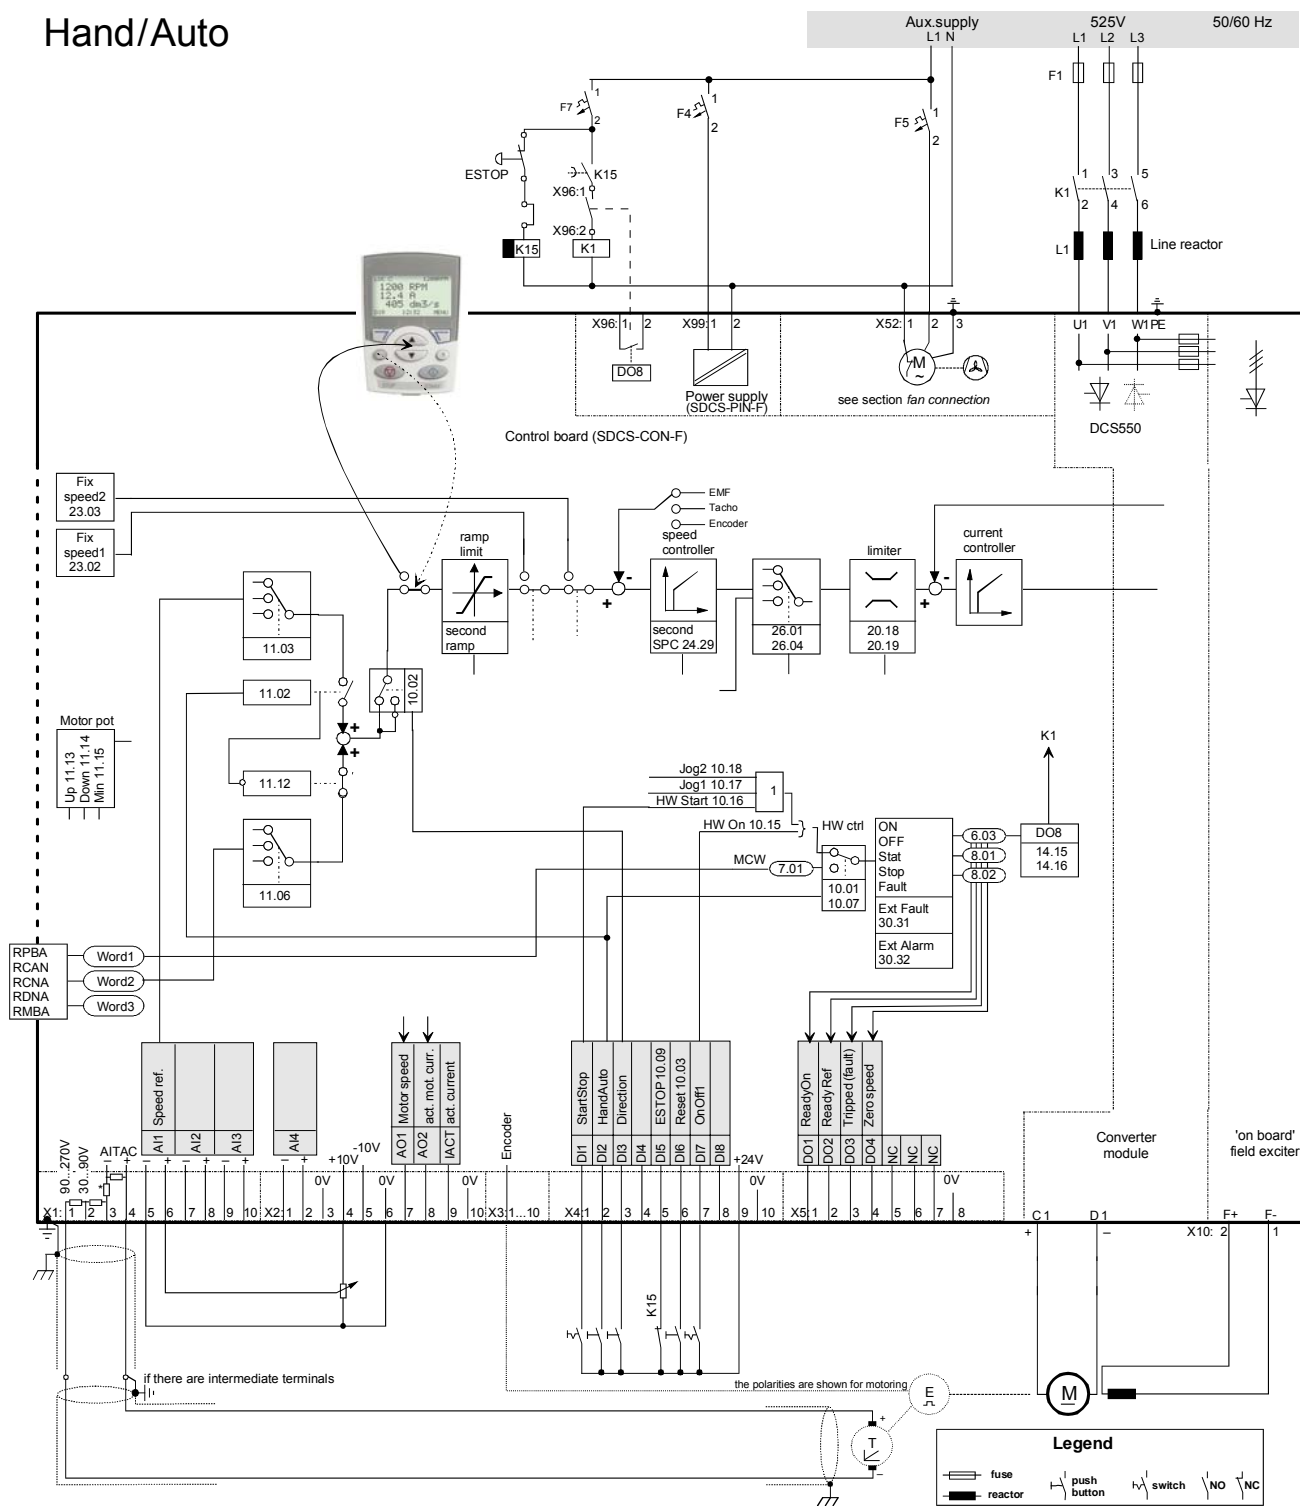 Hand/Auto
Aux.supply 525V 50/60 Hz
L1 N L1 L2 L3
F1
F7 1 2
F4 1 2
F5 1 2
ESTOP
K15
X96:1
X96:2
K15 K1
K1 1 3 5
2 4 6
L1 Line reactor
1200 RPM
12.4 A
405 dm3/s
X96: 1 2 X99:1 2 X52: 1 2 3 U1 V1 W1 PE
DO8
Power supply
(SDCS-PIN-F)
M
~
see section fan connection
DCS550
Control board (SDCS-CON-F)
Fix
speed2
23.03
Fix
speed1
23.02
EMF
Tacho
Encoder
ramp
limit
speed
controller
limiter
current
controller
- + - +
second
ramp
second
SPC 24.29
26.01
26.04
20.18
20.19
11.03
11.02
10.02
+
+
11.12
11.06
Motor pot
Up 11.13
Down 11.14
Min 11.15
K1
Jog2 10.18
Jog1 10.17
HW Start 10.16
1
HW On 10.15
HW ctrl
MCW
7.01
10.01
10.07
ON
OFF
Stat
Stop
Fault
Ext Fault
30.31
Ext Alarm
30.32
6.03
8.01
8.02
DO8
14.15
14.16
RPBA
RCAN
RCNA
RDNA
RMBA
Word1
Word2
Word3
AI1 Speed ref.
AI2
AI3
AI4
AO1 Motor speed
AO2 act. mot. curr.
IACT act. current
Encoder
DI1 StartStop
DI2 HandAuto
DI3 Direction
DI4
DI5 ESTOP10.09
DI6 Reset 10.03
DI7 OnOff1
DI8
DO1 ReadyOn
DO2 Ready Ref
DO3 Tripped (fault)
DO4 Zero speed
NC
NC
NC
Converter
module
'on board'
field exciter
90...270V
30...90V
AITAC
– + – + – + – +
– + – +
+10V
-10V
+24V
0V 0V 0V 0V 0V
*
X1: 1 2 3 4 5 6 7 8 9 10 X2: 1 2 3 4 5 6 7 8 9 10 X3:1...10 X4:1 2 3 4 5 6 7 8 9 10 X5: 1 2 3 4 5 6 7 8
C 1 D 1 F+ F-
+ – X10: 2 1
K15
if there are intermediate terminals
the polarities are shown for motoring
E
M
T
+
–
Legend
fuse
reactor
push
button
switch
NO
NC